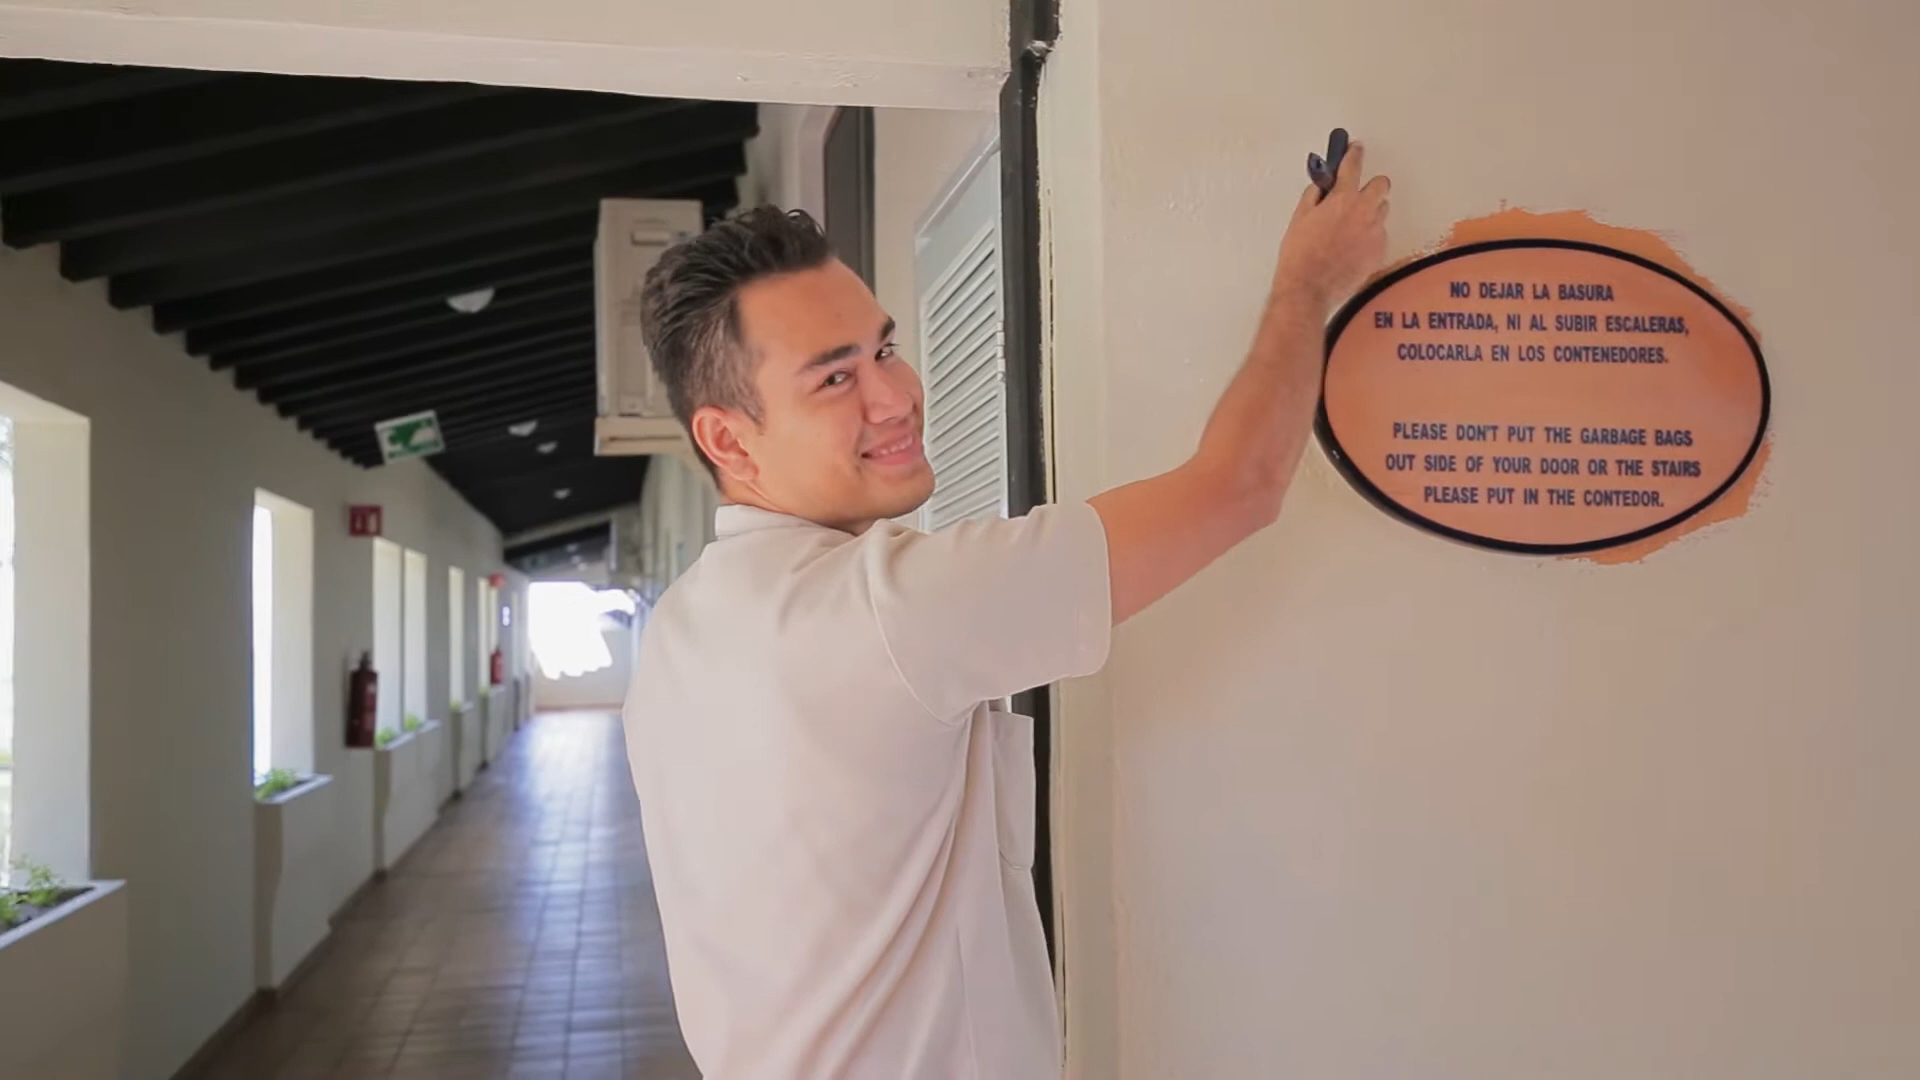 NO DEJAR LA BASURA
EN LA ENTRADA, NI AL SUBIR ESCALERAS,
COLOCARLA EN LOS CONTENEDORES.
PLEASE DON'T PUT THE GARBAGE BAGS
OUT SIDE OF YOUR DOOR OR THE STAIRS
PLEASE PUT IN THE CONTEDOR.